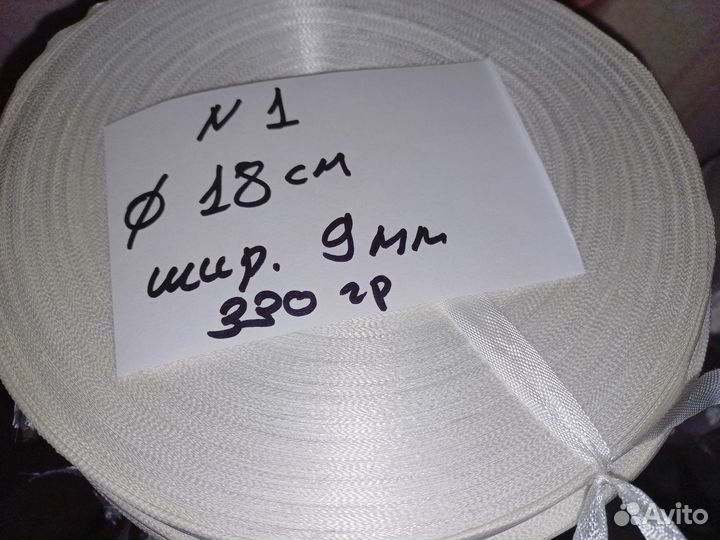 N 1
⌀ 18 см
шир. 9 мм
330 гр
Avito